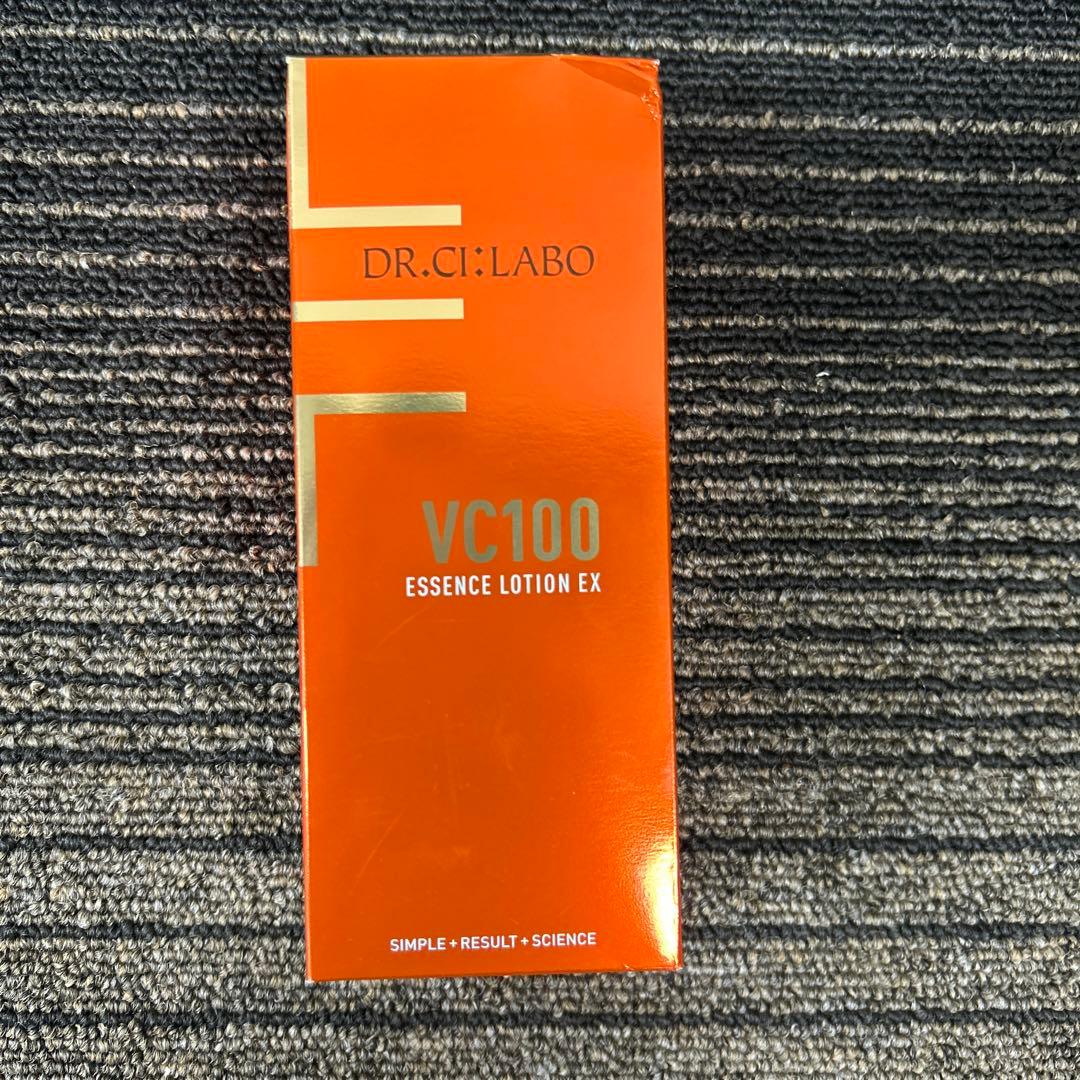 DR.CI:LABO
VC100
ESSENCE LOTION EX
SIMPLE+RESULT+SCIENCE